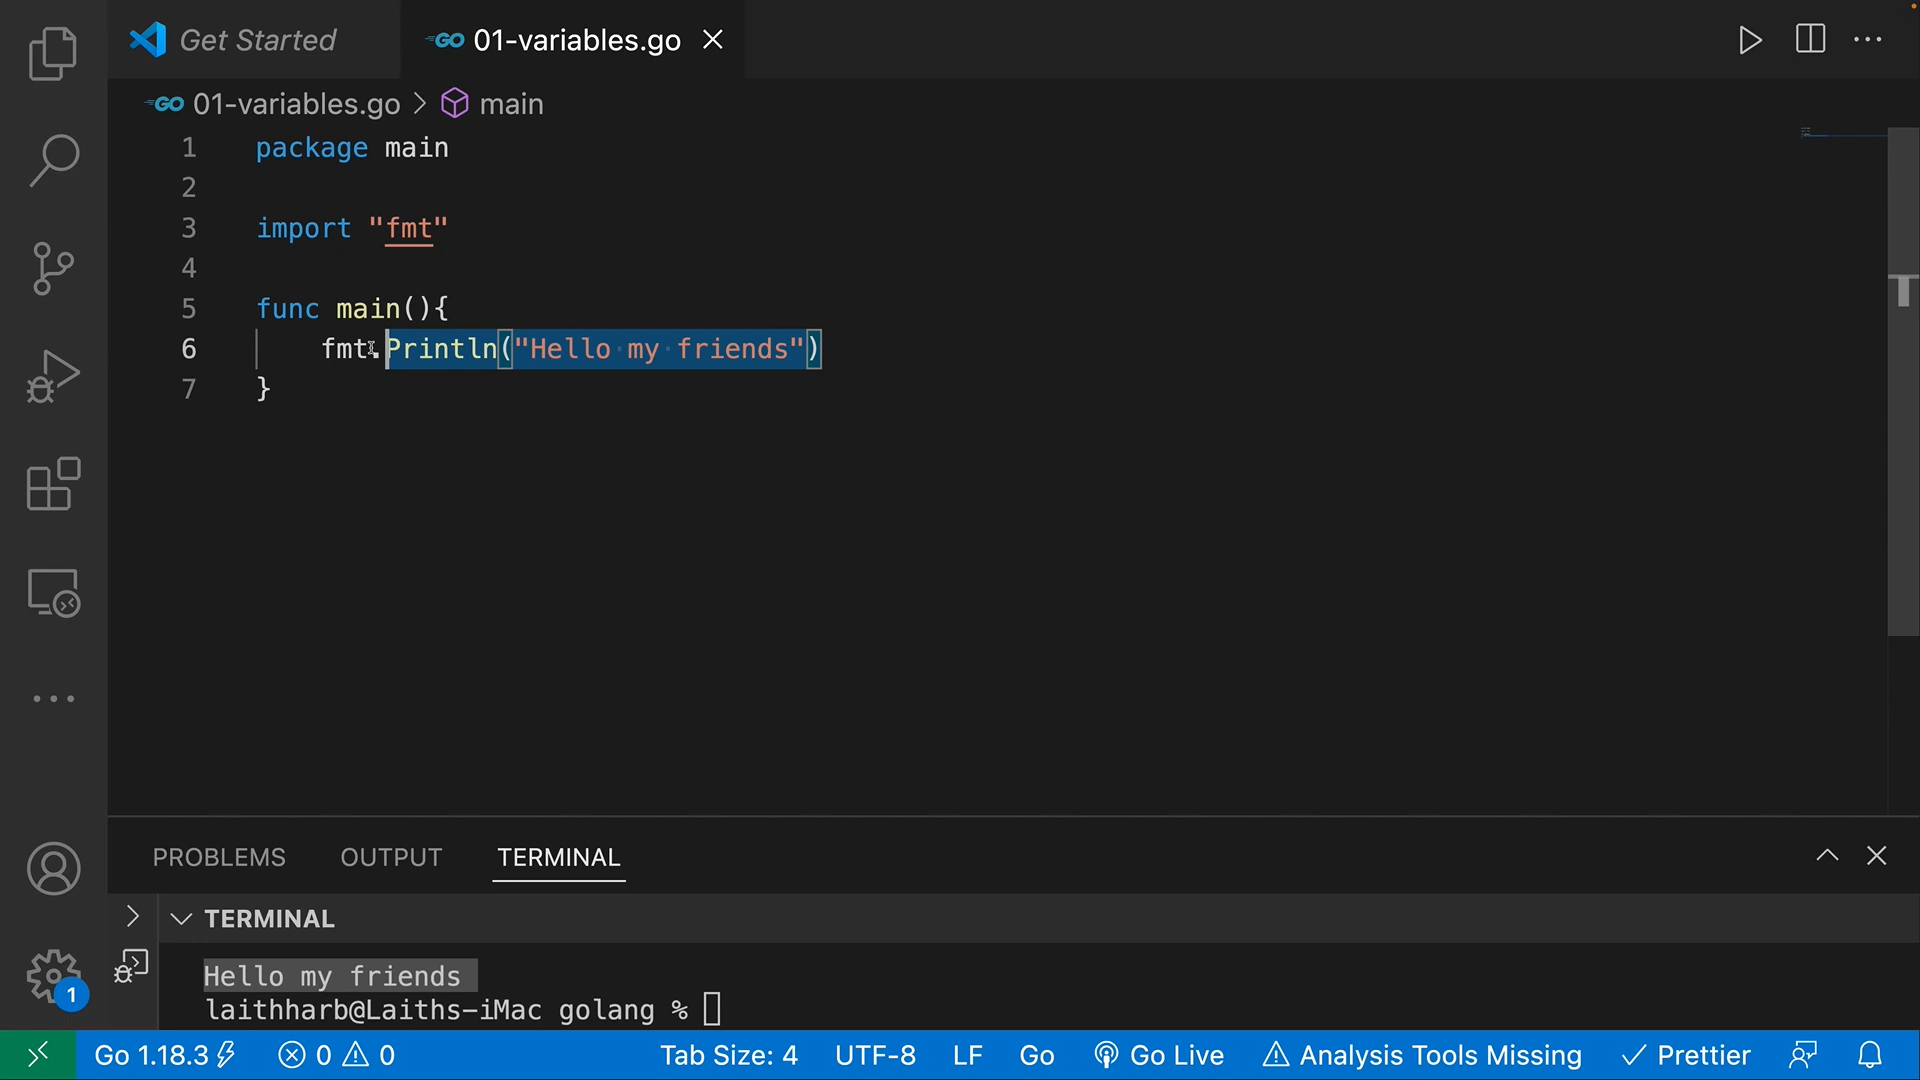 Get Started
GO 01-variables.go
GO 01-variables.go > main
1 package main
2
3 import "fmt"
4
5 func main(){
6 fmt.Println("Hello my friends")
7 }
PROBLEMS OUTPUT TERMINAL
TERMINAL
Hello my friends
laithharb@Laiths-iMac golang %
1
Go 1.18.3 0 0 Tab Size: 4 UTF-8 LF Go Go Live Analysis Tools Missing Prettier